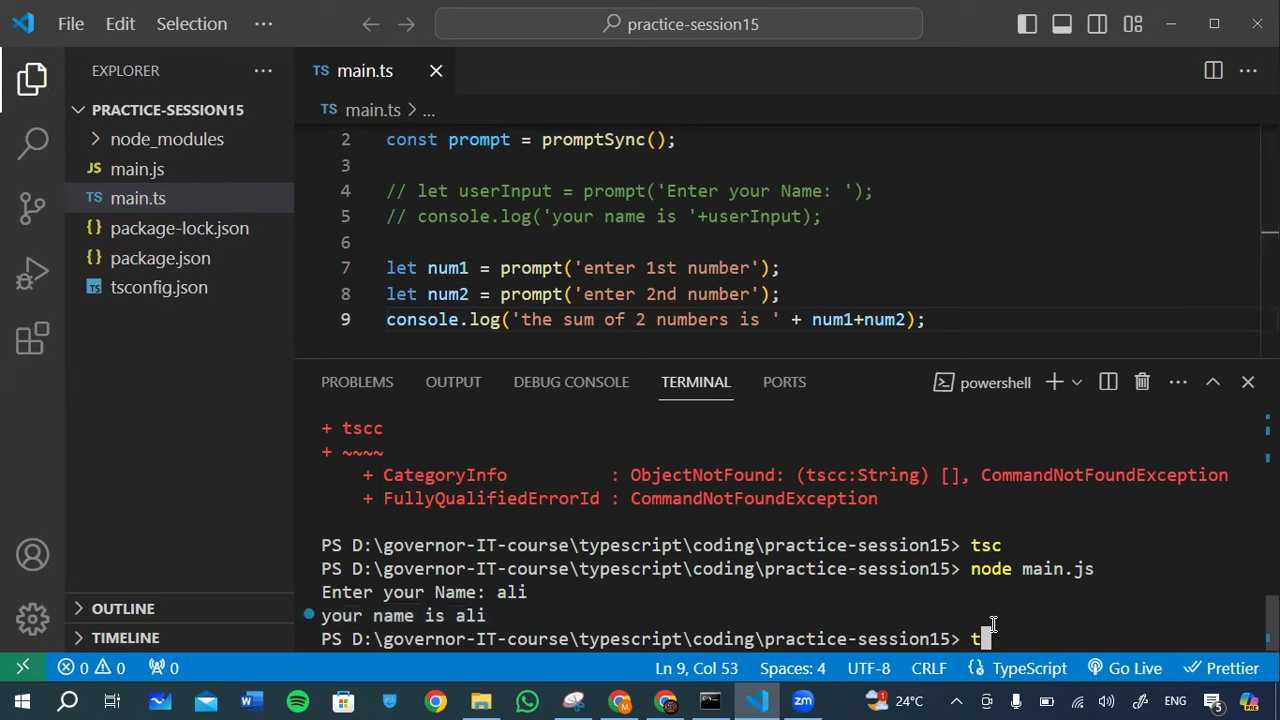 File Edit Selection ··· practice-session15
EXPLORER ···
PRACTICE-SESSION15
node_modules
JS main.js
TS main.ts
{} package-lock.json
{} package.json
tsconfig.json
OUTLINE
TIMELINE
TS main.ts
TS main.ts > ...
2 const prompt = promptSync();
3
4 // let userInput = prompt('Enter your Name: ');
5 // console.log('your name is '+userInput);
6
7 let num1 = prompt('enter 1st number');
8 let num2 = prompt('enter 2nd number');
9 console.log('the sum of 2 numbers is ' + num1+num2);
PROBLEMS OUTPUT DEBUG CONSOLE TERMINAL PORTS powershell
+ tscc
+ ~~~~
+ CategoryInfo : ObjectNotFound: (tscc:String) [], CommandNotFoundException
+ FullyQualifiedErrorId : CommandNotFoundException
PS D:\governor-IT-course\typescript\coding\practice-session15> tsc
PS D:\governor-IT-course\typescript\coding\practice-session15> node main.js
Enter your Name: ali
your name is ali
PS D:\governor-IT-course\typescript\coding\practice-session15> t
0 0 0 Ln 9, Col 53 Spaces: 4 UTF-8 CRLF {} TypeScript Go Live Prettier
24°C ENG 5